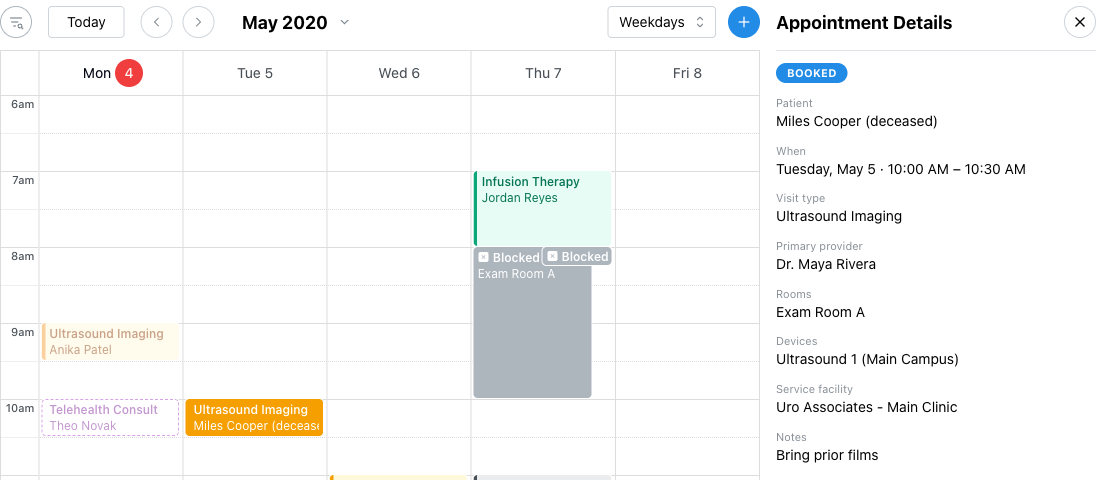 Today
May 2020
Weekdays
Mon 4
Tue 5
Wed 6
Thu 7
Fri 8
6am
7am
Infusion Therapy
Jordan Reyes
8am
Blocked
Blocked
Exam Room A
9am
Ultrasound Imaging
Anika Patel
10am
Telehealth Consult
Theo Novak
Ultrasound Imaging
Miles Cooper (decease
Appointment Details
BOOKED
Patient
Miles Cooper (deceased)
When
Tuesday, May 5 · 10:00 AM – 10:30 AM
Visit type
Ultrasound Imaging
Primary provider
Dr. Maya Rivera
Rooms
Exam Room A
Devices
Ultrasound 1 (Main Campus)
Service facility
Uro Associates - Main Clinic
Notes
Bring prior films